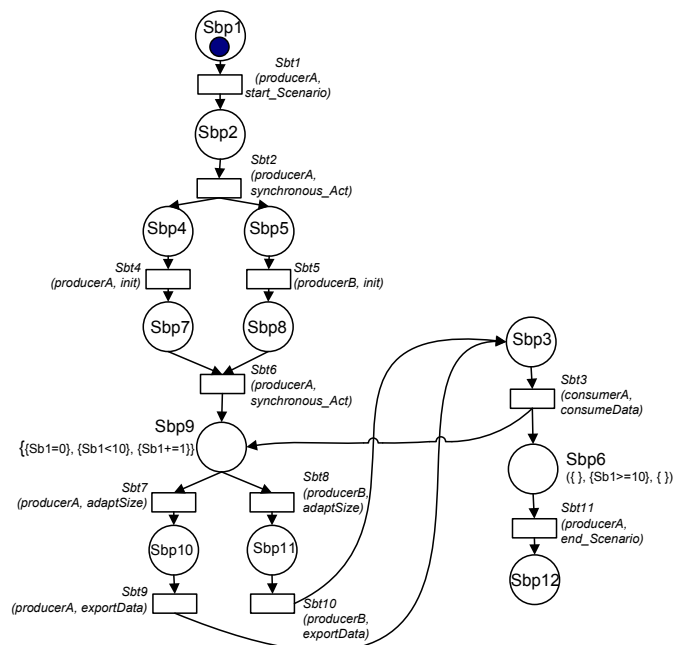 Sbp1
Sbt1
(producerA,
start_Scenario)
Sbp2
Sbt2
(producerA,
synchronous_Act)
Sbp4
Sbp5
Sbt4
(producerA, init)
Sbt5
(producerB, init)
Sbp7
Sbp8
Sbt6
(producerA,
synchronous_Act)
Sbp3
Sbt3
(consumerA,
consumeData)
Sbp9
{{Sb1=0}, {Sb1<10}, {Sb1+=1}}
Sbp6
({ }, {Sb1>=10}, { })
Sbt7
(producerA, adaptSize)
Sbt8
(producerB,
adaptSize)
Sbt11
(producerA,
end_Scenario)
Sbp10
Sbp11
Sbp12
Sbt9
(producerA, exportData)
Sbt10
(producerB,
exportData)